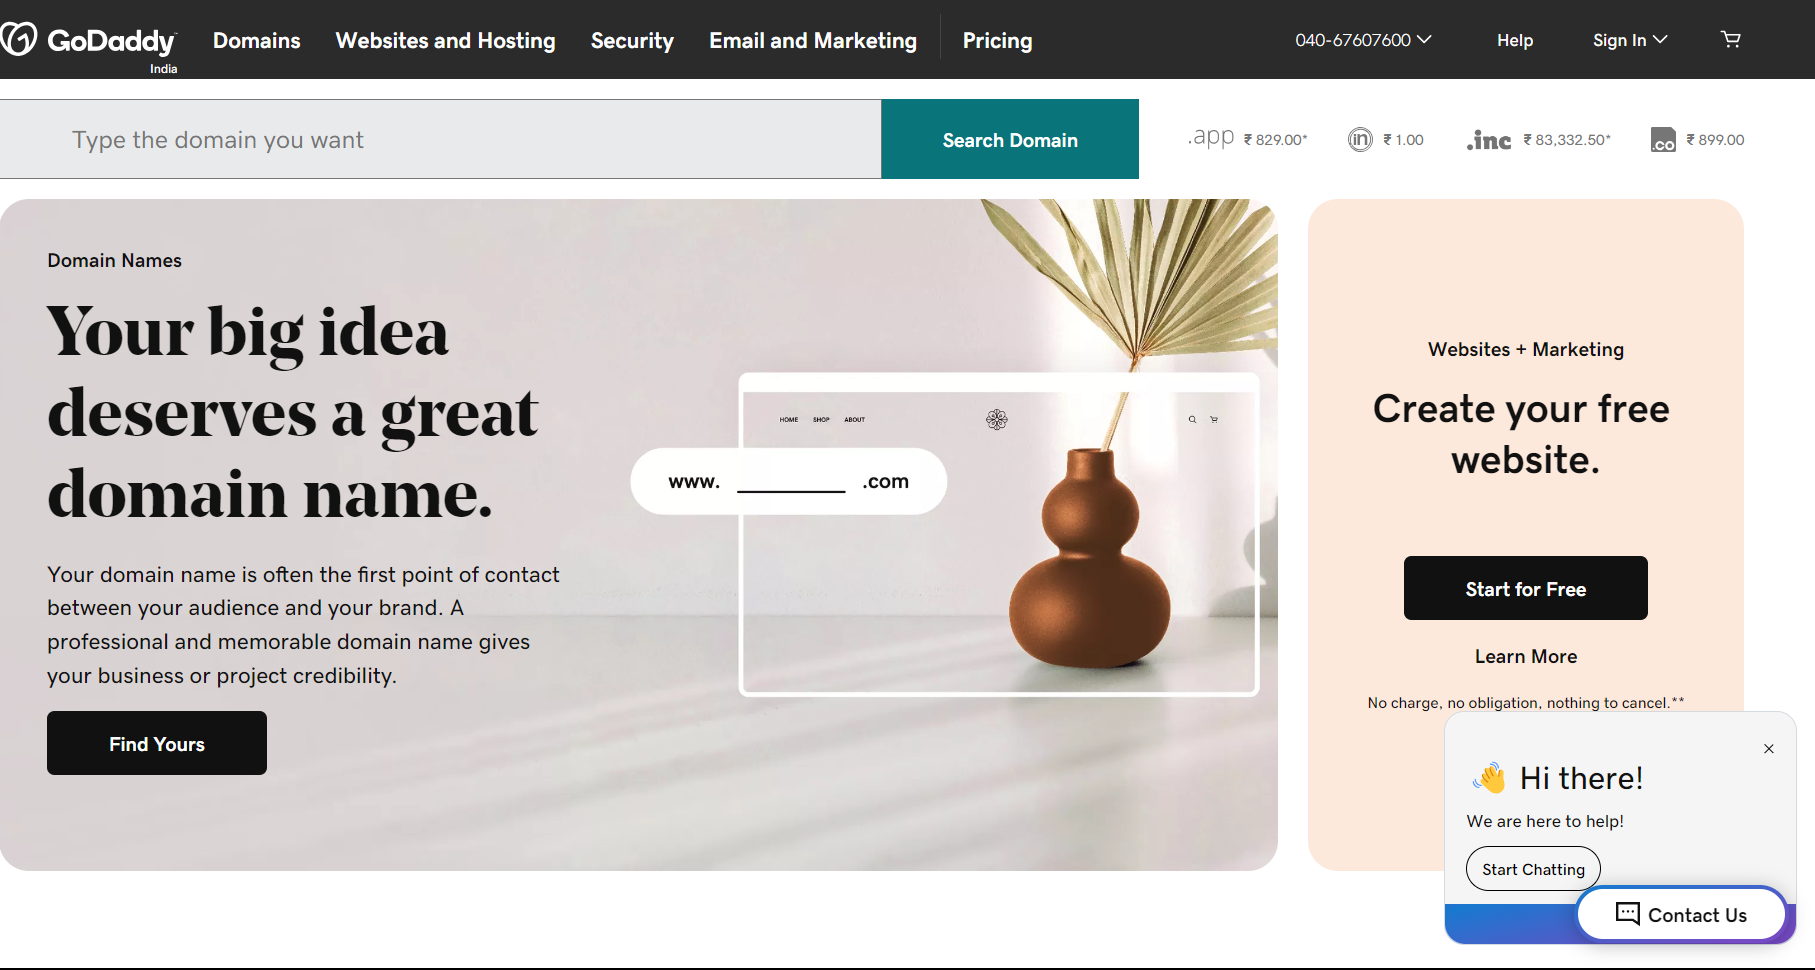 GoDaddy
India
Domains
Websites and Hosting
Security
Email and Marketing
Pricing
040-67607600
Help
Sign In
Type the domain you want
Search Domain
.app ₹ 829.00*
in ₹ 1.00
.inc ₹ 83,332.50*
.co ₹ 899.00
Domain Names
Your big idea
deserves a great
domain name.
Your domain name is often the first point of contact
between your audience and your brand. A
professional and memorable domain name gives
your business or project credibility.
Find Yours
HOME SHOP ABOUT
www. ________ .com
Websites + Marketing
Create your free
website.
Start for Free
Learn More
No charge, no obligation, nothing to cancel.**
Hi there!
We are here to help!
Start Chatting
Contact Us